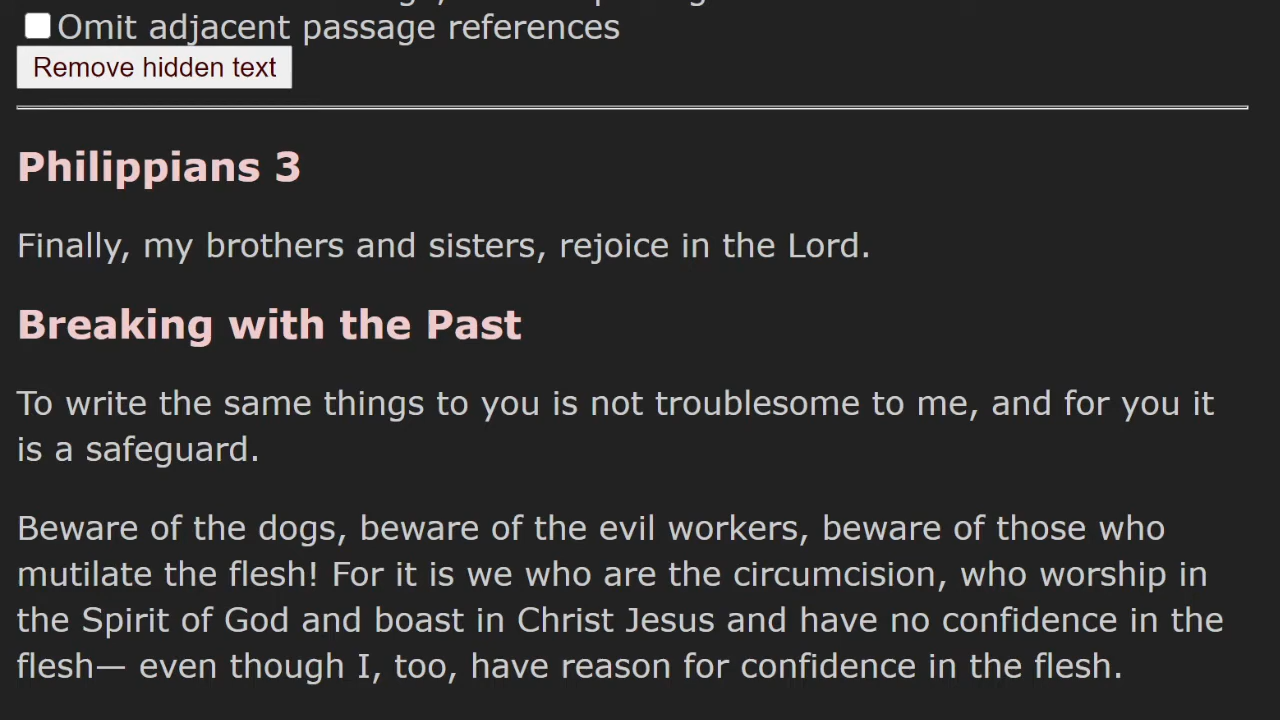 Omit adjacent passage references
Remove hidden text
Philippians 3
Finally, my brothers and sisters, rejoice in the Lord.
Breaking with the Past
To write the same things to you is not troublesome to me, and for you it
is a safeguard.
Beware of the dogs, beware of the evil workers, beware of those who
mutilate the flesh! For it is we who are the circumcision, who worship in
the Spirit of God and boast in Christ Jesus and have no confidence in the
flesh— even though I, too, have reason for confidence in the flesh.